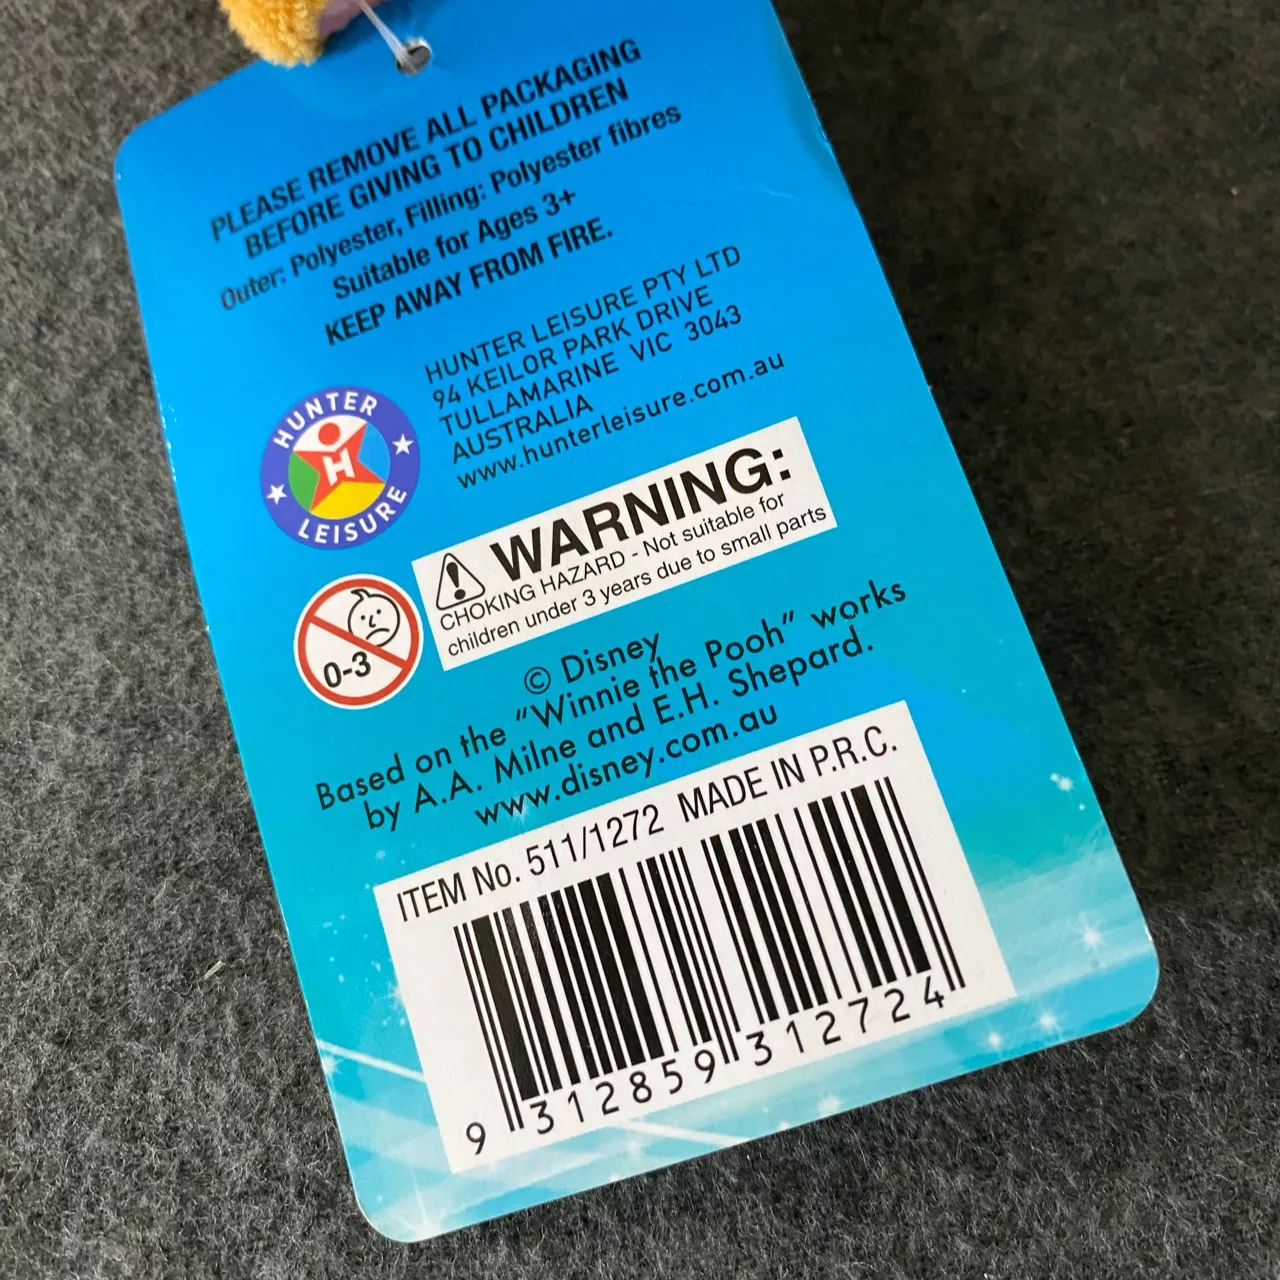 PLEASE REMOVE ALL PACKAGING
BEFORE GIVING TO CHILDREN
Outer: Polyester, Filling: Polyester fibres
Suitable for Ages 3+
KEEP AWAY FROM FIRE.
HUNTER LEISURE PTY LTD
94 KEILOR PARK DRIVE
TULLAMARINE VIC 3043
AUSTRALIA
www.hunterleisure.com.au
HUNTER
H
LEISURE
WARNING:
CHOKING HAZARD - Not suitable for
children under 3 years due to small parts
0-3
© Disney
Based on the "Winnie the Pooh" works
by A.A. Milne and E.H. Shepard.
www.disney.com.au
ITEM No. 511/1272 MADE IN P.R.C.
9 312859 312724